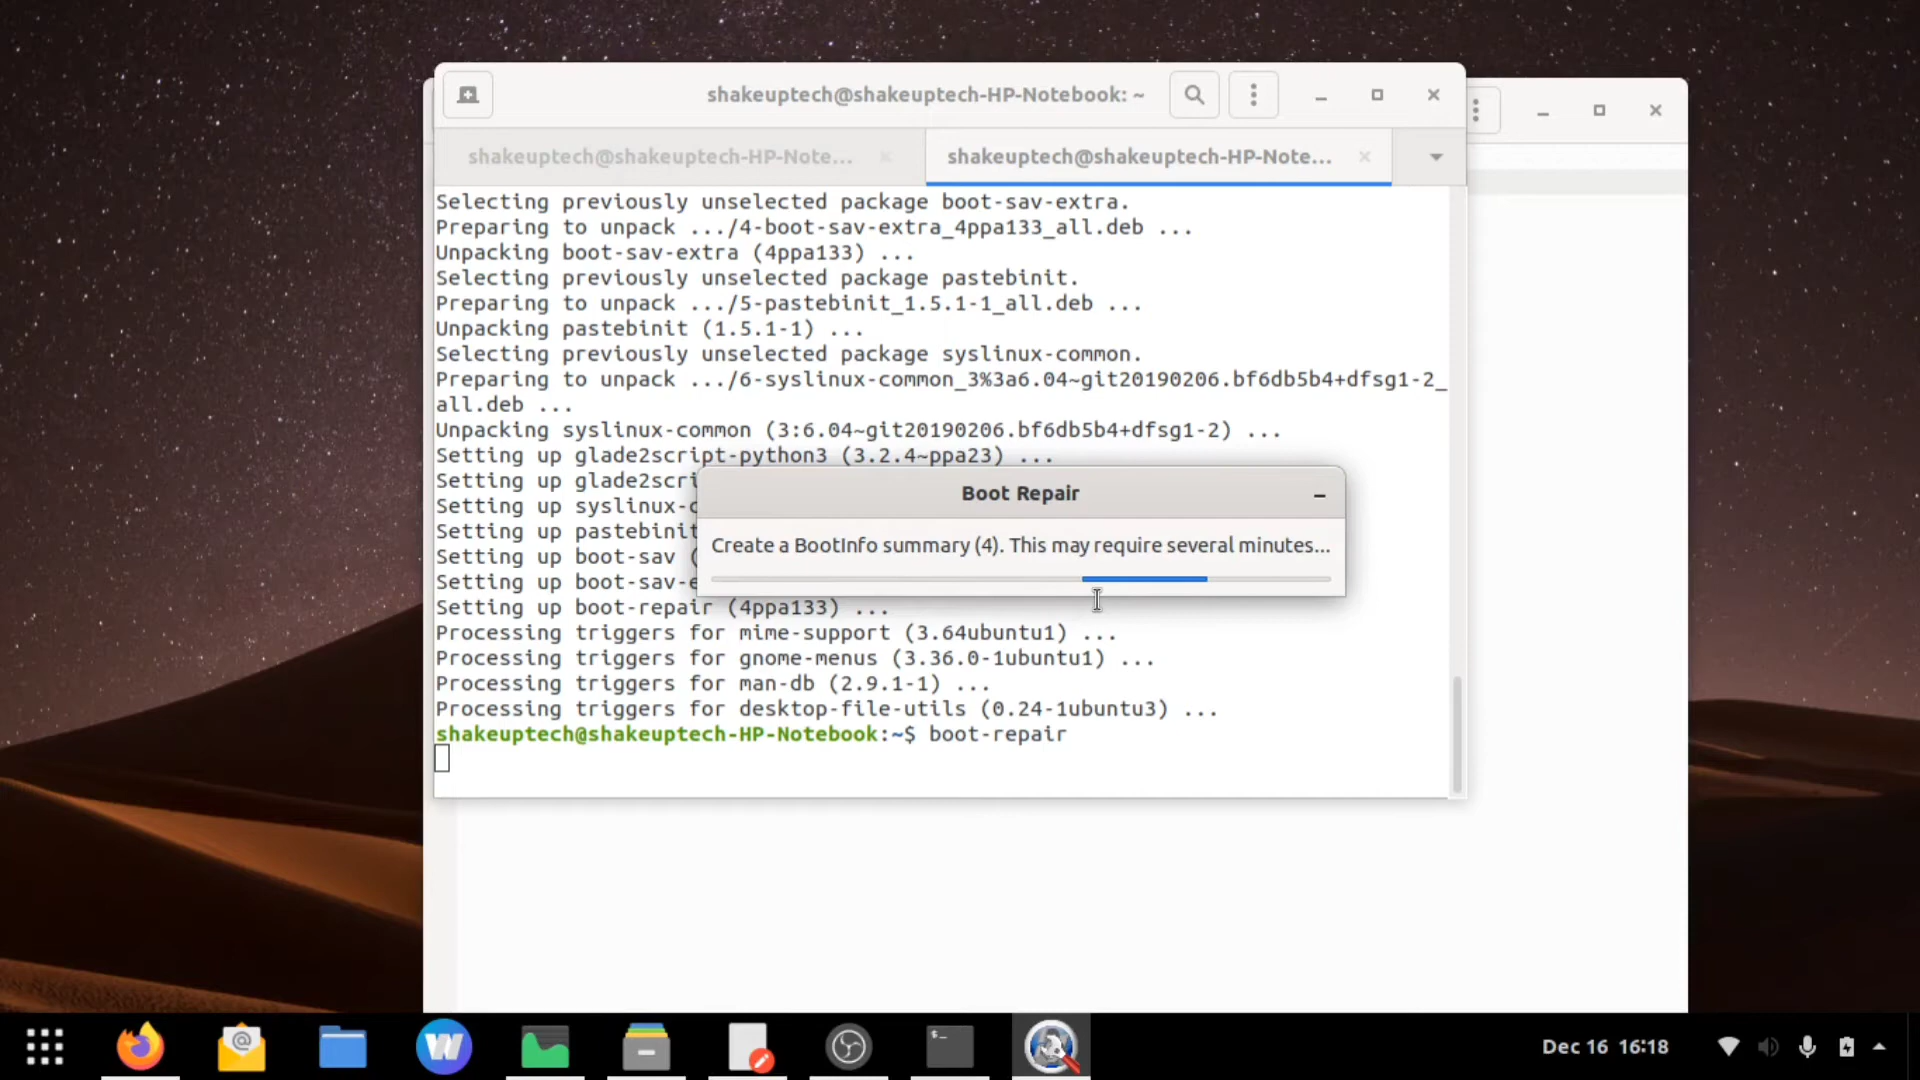 shakeuptech@shakeuptech-HP-Notebook: ~
shakeuptech@shakeuptech-HP-Note...
shakeuptech@shakeuptech-HP-Note...
Selecting previously unselected package boot-sav-extra.
Preparing to unpack .../4-boot-sav-extra_4ppa133_all.deb ...
Unpacking boot-sav-extra (4ppa133) ...
Selecting previously unselected package pastebinit.
Preparing to unpack .../5-pastebinit_1.5.1-1_all.deb ...
Unpacking pastebinit (1.5.1-1) ...
Selecting previously unselected package syslinux-common.
Preparing to unpack .../6-syslinux-common_3%3a6.04~git20190206.bf6db5b4+dfsg1-2_
all.deb ...
Unpacking syslinux-common (3:6.04~git20190206.bf6db5b4+dfsg1-2) ...
Setting up glade2script-python3 (3.2.4~ppa23) ...
Setting up glade2scri
Setting up syslinux-c
Setting up pastebinit
Setting up boot-sav (
Setting up boot-sav-e
Setting up boot-repair (4ppa133) ...
Processing triggers for mime-support (3.64ubuntu1) ...
Processing triggers for gnome-menus (3.36.0-1ubuntu1) ...
Processing triggers for man-db (2.9.1-1) ...
Processing triggers for desktop-file-utils (0.24-1ubuntu3) ...
shakeuptech@shakeuptech-HP-Notebook:~$ boot-repair
Boot Repair
Create a BootInfo summary (4). This may require several minutes...
Dec 16 16:18